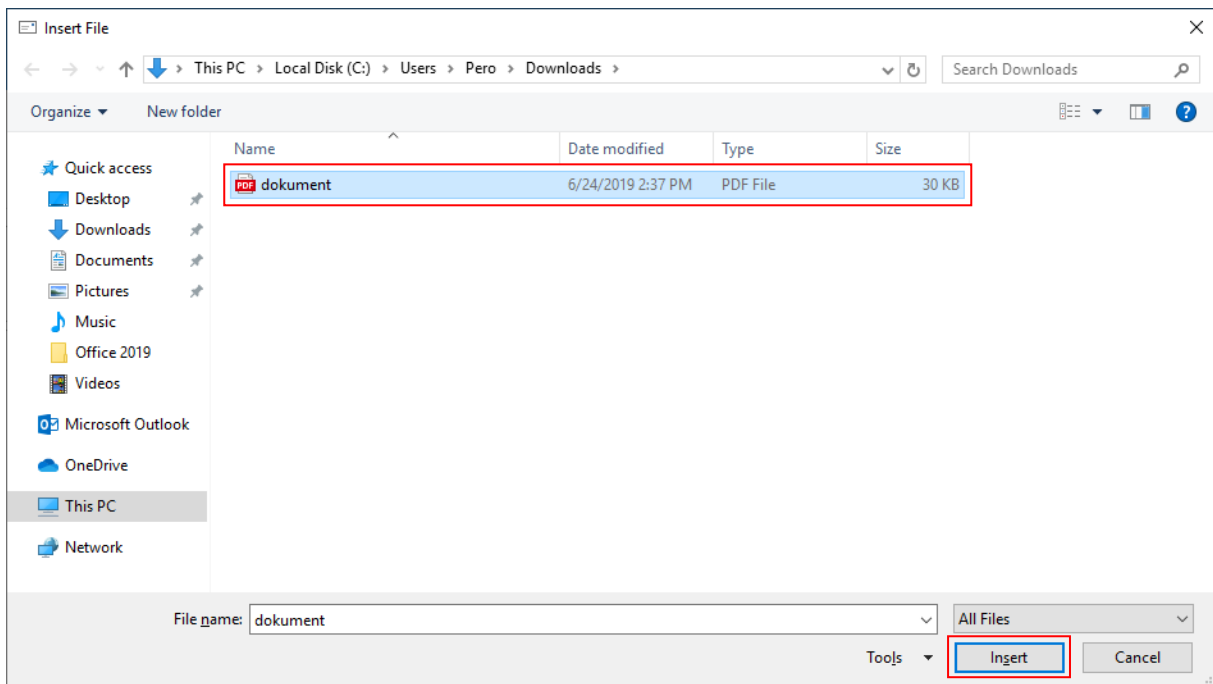 Insert File
This PC > Local Disk (C:) > Users > Pero > Downloads >
Search Downloads
Organize
New folder
Name
Date modified
Type
Size
PDF dokument 6/24/2019 2:37 PM PDF File 30 KB
Quick access
Desktop
Downloads
Documents
Pictures
Music
Office 2019
Videos
Microsoft Outlook
OneDrive
This PC
Network
File name: dokument
All Files
Tools
Insert
Cancel